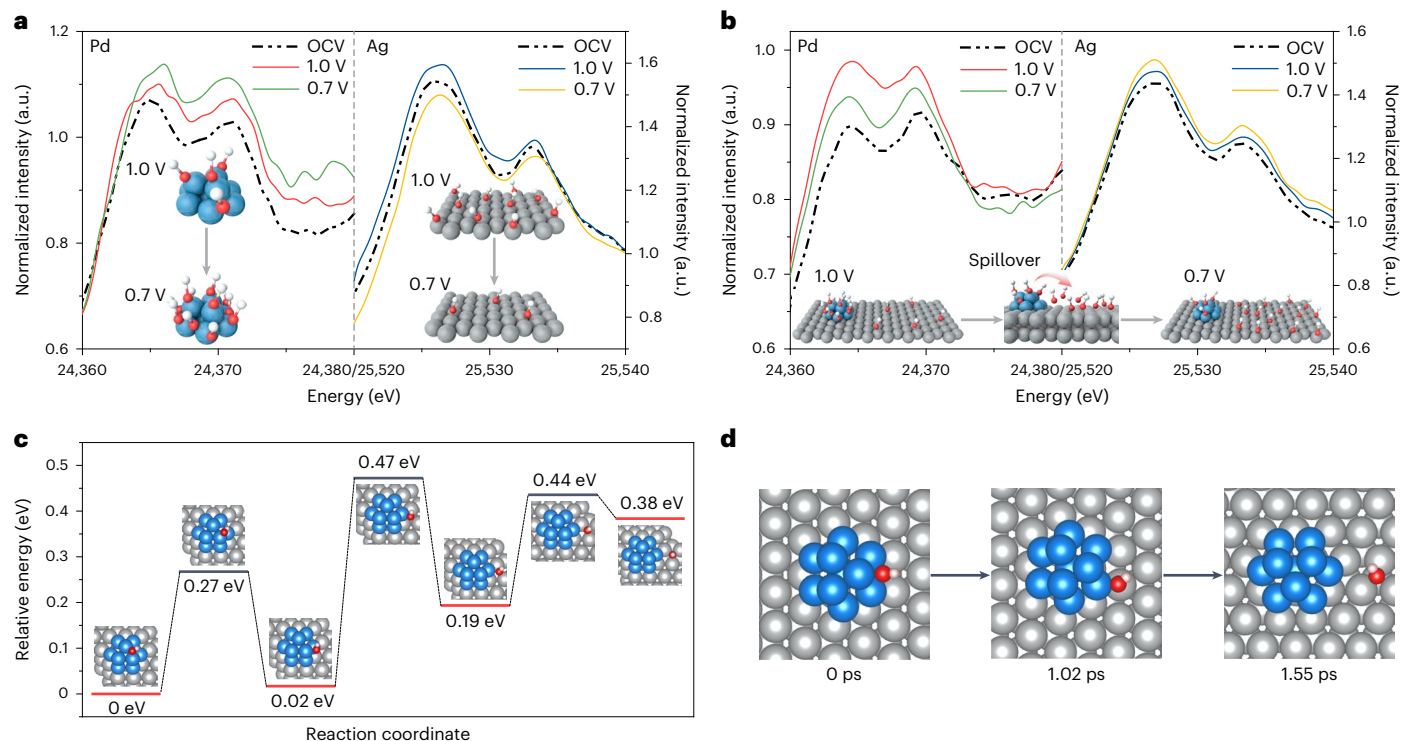 a
Normalized intensity (a.u.)
1.2
1.0
0.8
0.6
Pd
OCV
1.0 V
0.7 V
1.0 V
0.7 V
Ag
OCV
1.0 V
0.7 V
1.0 V
0.7 V
1.6
1.4
1.2
1.0
0.8
Normalized intensity (a.u.)
24,360
24,370
24,380/25,520
25,530
25,540
Energy (eV)
b
Normalized intensity (a.u.)
1.0
0.9
0.8
0.7
0.6
Pd
OCV
1.0 V
0.7 V
Ag
OCV
1.0 V
0.7 V
1.0 V
Spillover
0.7 V
1.6
1.4
1.2
1.0
0.8
0.6
Normalized intensity (a.u.)
24,360
24,370
24,380/25,520
25,530
25,540
Energy (eV)
c
Relative energy (eV)
0.5
0.4
0.3
0.2
0.1
0
0 eV
0.27 eV
0.02 eV
0.47 eV
0.19 eV
0.44 eV
0.38 eV
Reaction coordinate
d
0 ps
1.02 ps
1.55 ps